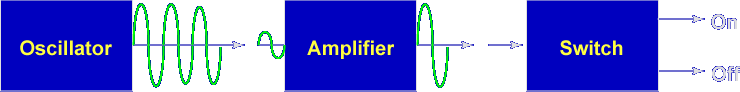 Oscillator
Amplifier
Switch
On
Off